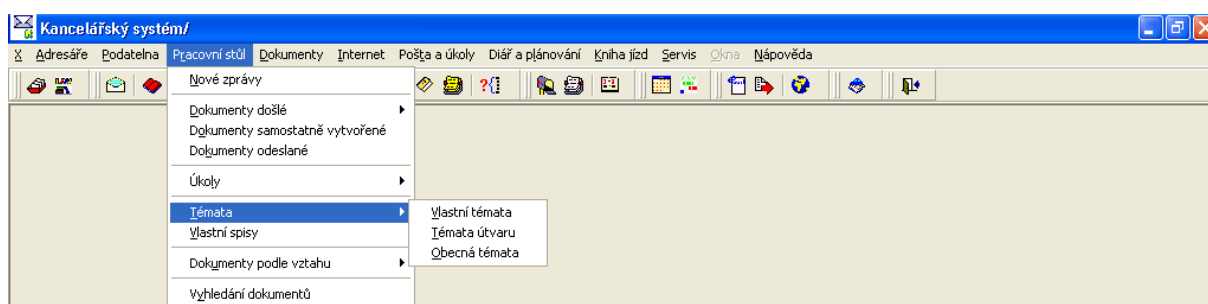 Kancelářský systém/
X Adresáře Podatelna Pracovní stůl Dokumenty Internet Pošta a úkoly Diář a plánování Kniha jízd Servis Okna Nápověda
Nové zprávy
Dokumenty došlé
Dokumenty samostatně vytvořené
Dokumenty odeslané
Úkoly
Témata
Vlastní spisy
Dokumenty podle vztahu
Vyhledání dokumentů
Vlastní témata
Témata útvaru
Obecná témata